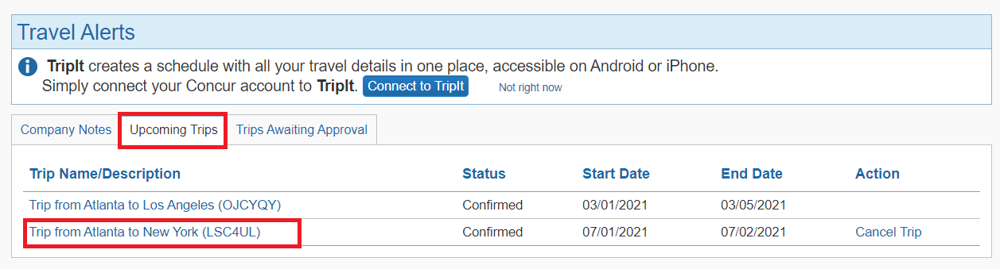 Travel Alerts
TripIt creates a schedule with all your travel details in one place, accessible on Android or iPhone.
Simply connect your Concur account to TripIt. Connect to TripIt Not right now
Company Notes Upcoming Trips Trips Awaiting Approval
Trip Name/Description Status Start Date End Date Action
Trip from Atlanta to Los Angeles (OJCYQY) Confirmed 03/01/2021 03/05/2021
Trip from Atlanta to New York (LSC4UL) Confirmed 07/01/2021 07/02/2021 Cancel Trip